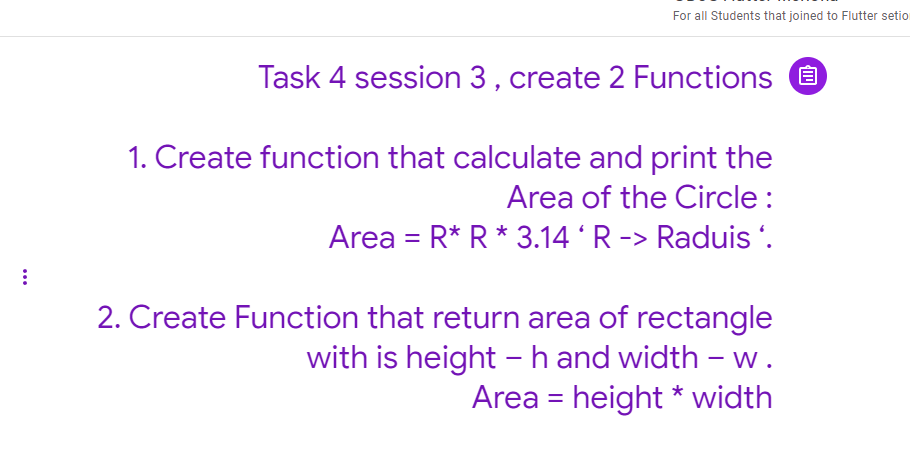 For all Students that joined to Flutter setio
Task 4 session 3 , create 2 Functions
1. Create function that calculate and print the
Area of the Circle :
Area = R* R * 3.14 ‘ R -> Raduis ‘.
2. Create Function that return area of rectangle
with is height – h and width – w .
Area = height * width